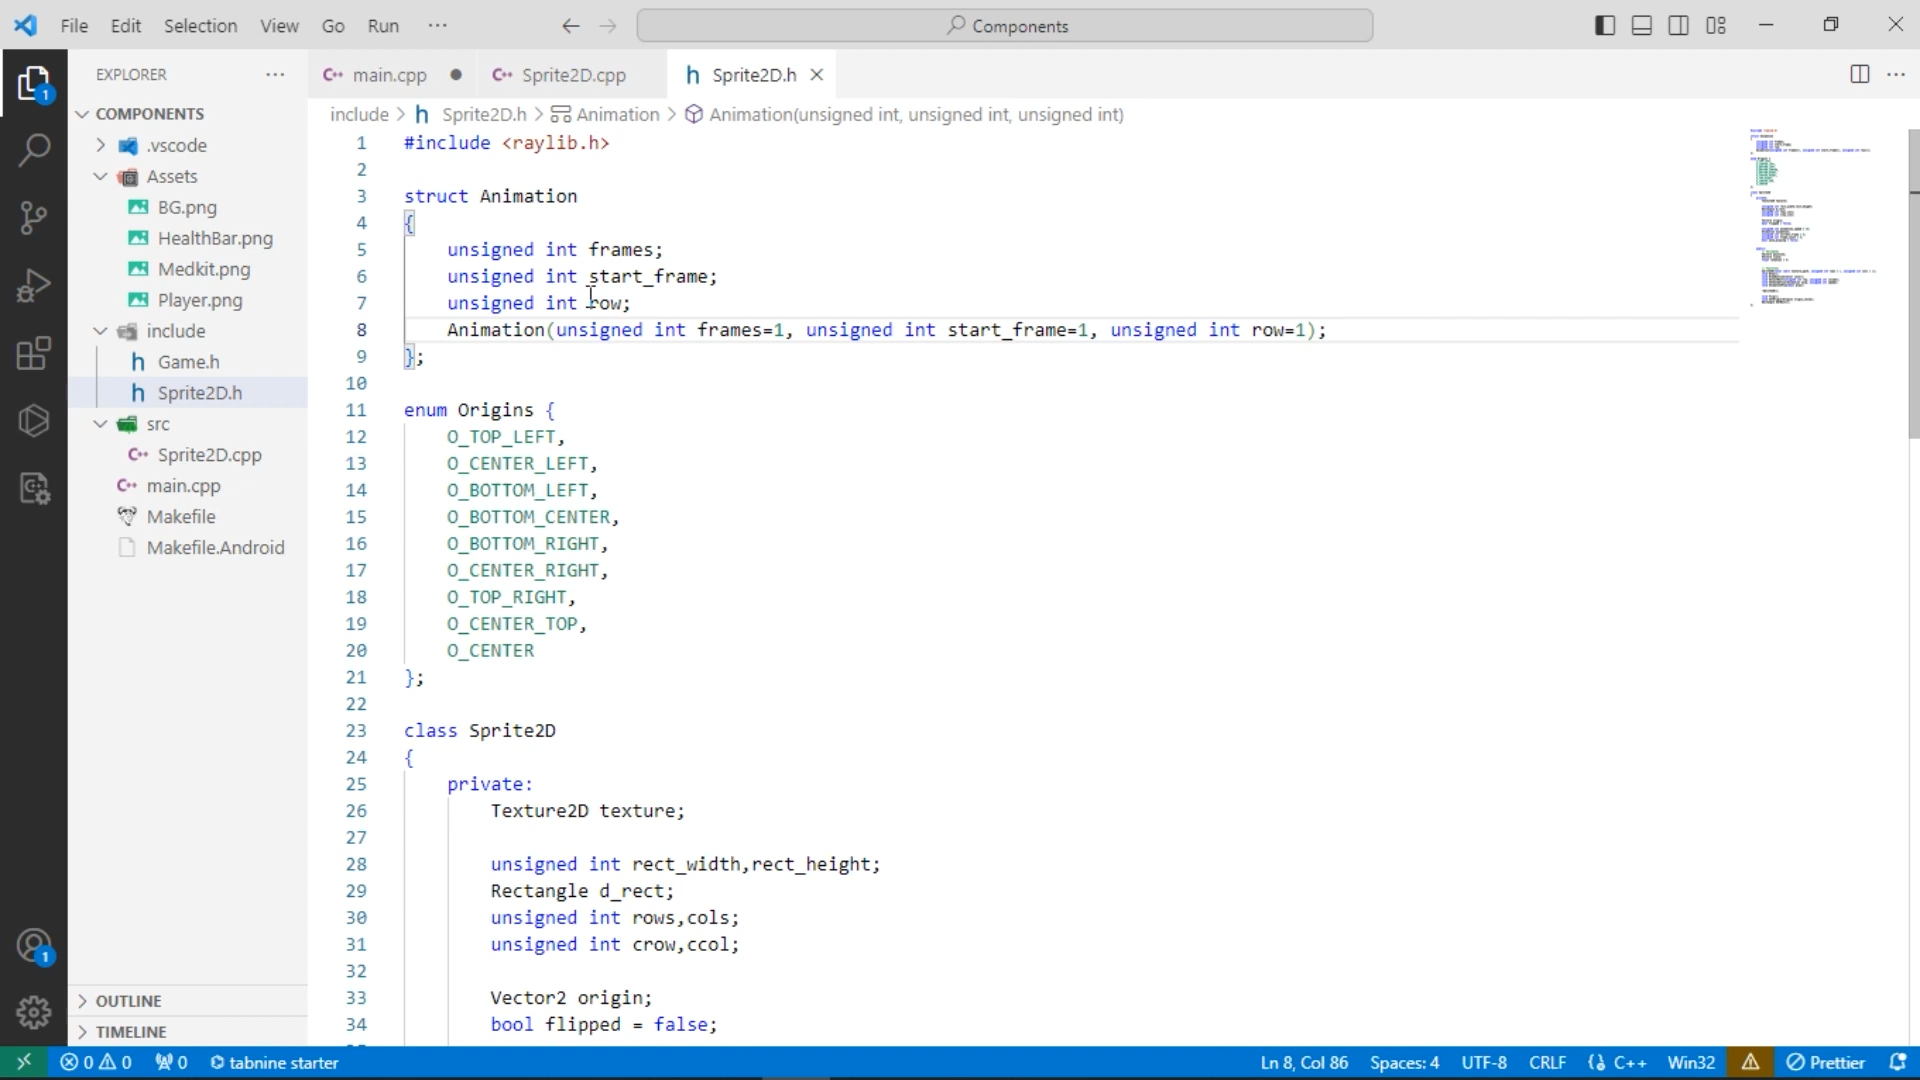 File Edit Selection View Go Run ··· Components
EXPLORER ···
COMPONENTS
.vscode
Assets
BG.png
HealthBar.png
Medkit.png
Player.png
include
Game.h
Sprite2D.h
src
Sprite2D.cpp
main.cpp
Makefile
Makefile.Android
OUTLINE
TIMELINE
main.cpp Sprite2D.cpp Sprite2D.h
include > h Sprite2D.h > Animation > Animation(unsigned int, unsigned int, unsigned int)
1 #include <raylib.h>
2
3 struct Animation
4 {
5 unsigned int frames;
6 unsigned int start_frame;
7 unsigned int row;
8 Animation(unsigned int frames=1, unsigned int start_frame=1, unsigned int row=1);
9 };
10
11 enum Origins {
12 O_TOP_LEFT,
13 O_CENTER_LEFT,
14 O_BOTTOM_LEFT,
15 O_BOTTOM_CENTER,
16 O_BOTTOM_RIGHT,
17 O_CENTER_RIGHT,
18 O_TOP_RIGHT,
19 O_CENTER_TOP,
20 O_CENTER
21 };
22
23 class Sprite2D
24 {
25 private:
26 Texture2D texture;
27
28 unsigned int rect_width,rect_height;
29 Rectangle d_rect;
30 unsigned int rows,cols;
31 unsigned int crow,ccol;
32
33 Vector2 origin;
34 bool flipped = false;
0 0 0 tabnine starter Ln 8, Col 86 Spaces: 4 UTF-8 CRLF C++ Win32 Prettier